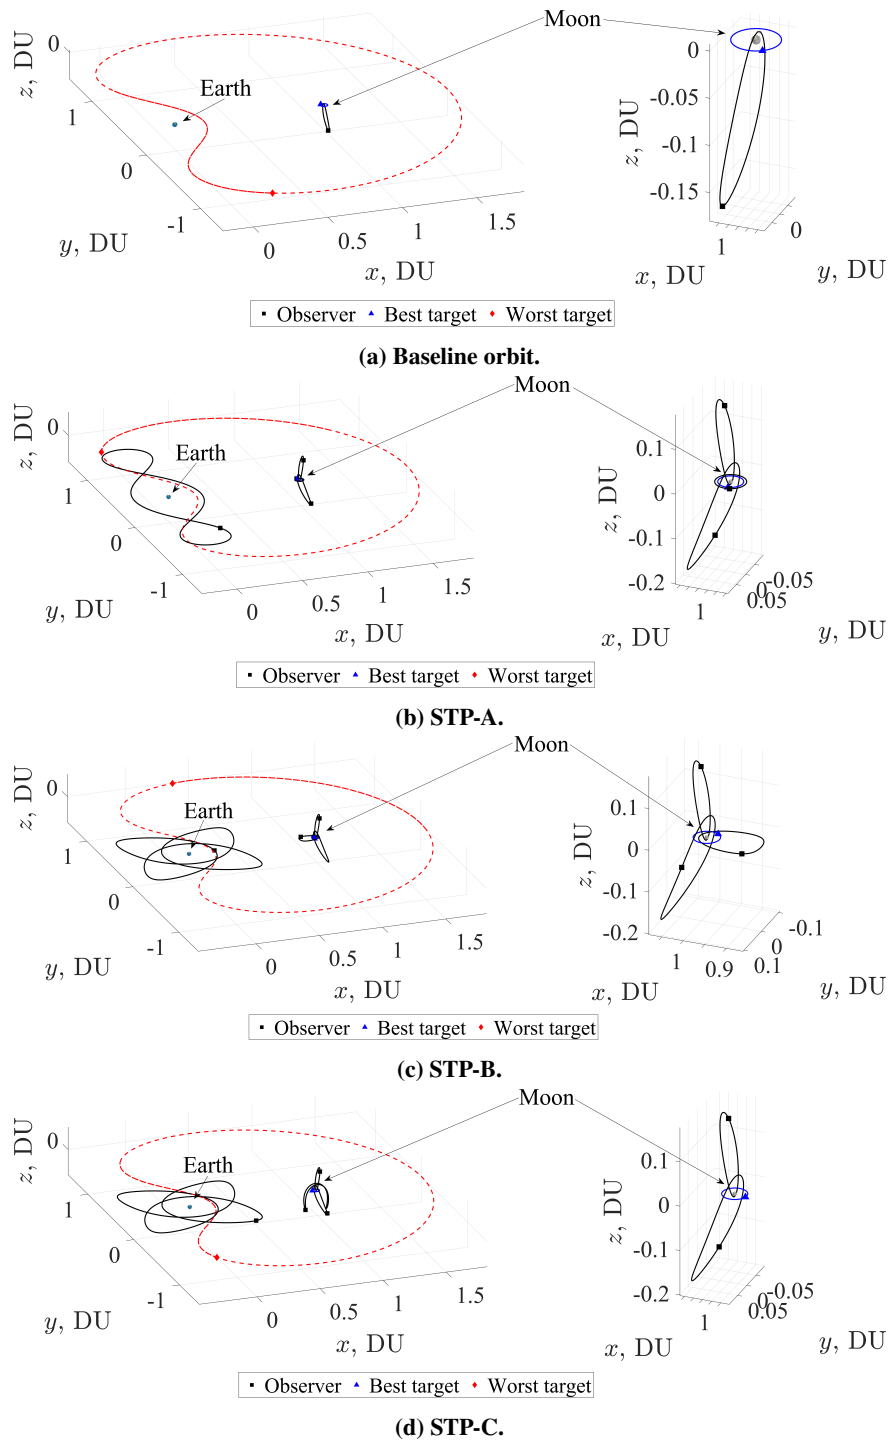 Moon
0
z, DU
1
Earth
0
-1
y, DU
0
0.5
1
1.5
x, DU
0
-0.05
-0.1
-0.15
z, DU
1
0
x, DU
y, DU
Observer Best target Worst target
(a) Baseline orbit.
Moon
0
z, DU
1
Earth
0
-1
y, DU
0
0.5
1
1.5
x, DU
0.1
0
-0.1
-0.2
z, DU
1
0.05
0
-0.05
x, DU
y, DU
Observer Best target Worst target
(b) STP-A.
Moon
0
z, DU
1
Earth
0
-1
y, DU
0
0.5
1
1.5
x, DU
0.1
0
-0.1
-0.2
z, DU
1
0.9
0.1
0
-0.1
x, DU
y, DU
Observer Best target Worst target
(c) STP-B.
Moon
0
z, DU
1
Earth
0
-1
y, DU
0
0.5
1
1.5
x, DU
0.1
0
-0.1
-0.2
z, DU
1
0.05
0
-0.05
x, DU
y, DU
Observer Best target Worst target
(d) STP-C.